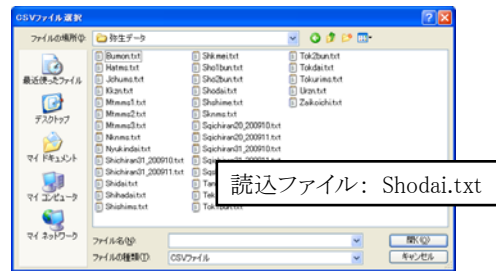 CSVファイル選択
ファイルの場所(I):
弥生データ
最近使ったファイル
デスクトップ
マイ ドキュメント
マイ コンピュータ
マイ ネットワーク
Bumon.txt
Hatms.txt
Jchums.txt
Kkzn.txt
Mtmms1.txt
Mtmms2.txt
Mtmms3.txt
Nknms.txt
Nyukindai.txt
Shichiran31_200910.txt
Shichiran31_200911.txt
Shidai.txt
Shihadai.txt
Shishime.txt
Shkmei.txt
Sho1bun.txt
Sho2bun.txt
Shodai.txt
Shshime.txt
Sknms.txt
Sqichiran20_200910.txt
Sqichiran20_200911.txt
Sqichiran31_200910.txt
Tok2bun.txt
Tokdai.txt
Tokurims.txt
Urzn.txt
Zaikoichi.txt
読込ファイル: Shodai.txt
ファイル名(N):
開く(O)
ファイルの種類(T):
CSVファイル
キャンセル